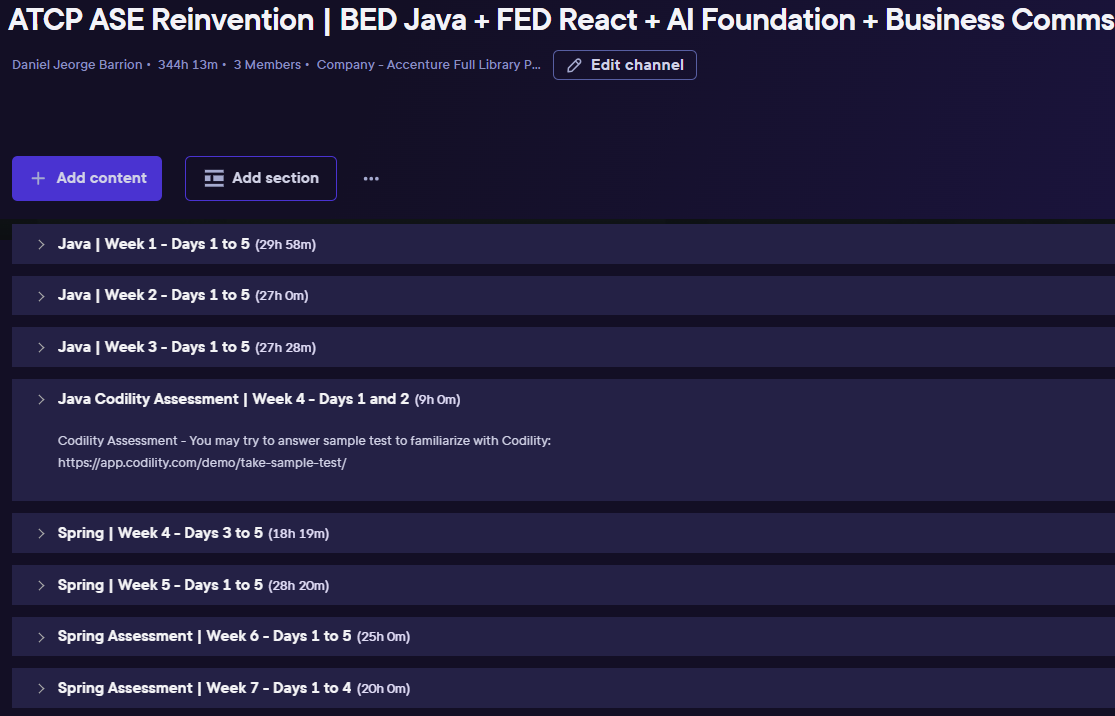 ATCP ASE Reinvention | BED Java + FED React + AI Foundation + Business Comms
Daniel Jeorge Barrion • 344h 13m • 3 Members • Company - Accenture Full Library P... Edit channel
+ Add content Add section ...
Java | Week 1 - Days 1 to 5 (29h 58m)
Java | Week 2 - Days 1 to 5 (27h 0m)
Java | Week 3 - Days 1 to 5 (27h 28m)
Java Codility Assessment | Week 4 - Days 1 and 2 (9h 0m)
Codility Assessment - You may try to answer sample test to familiarize with Codility:
https://app.codility.com/demo/take-sample-test/
Spring | Week 4 - Days 3 to 5 (18h 19m)
Spring | Week 5 - Days 1 to 5 (28h 20m)
Spring Assessment | Week 6 - Days 1 to 5 (25h 0m)
Spring Assessment | Week 7 - Days 1 to 4 (20h 0m)